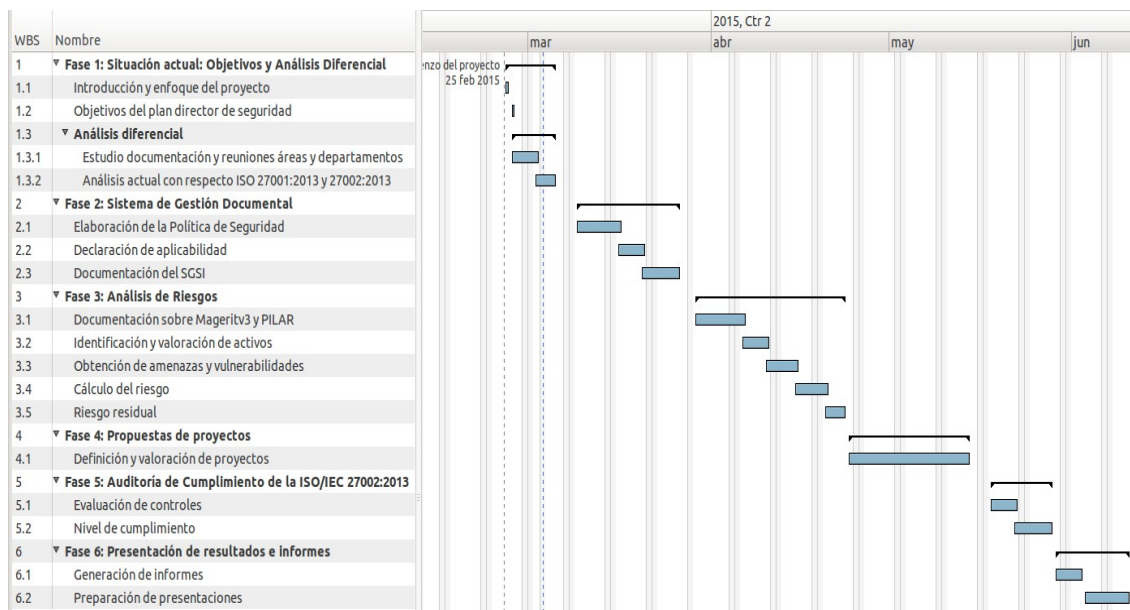 2015, Ctr 2
WBS Nombre mar abr may jun
1 Fase 1: Situación actual: Objetivos y Análisis Diferencial
nzo del proyecto
25 feb 2015
1.1 Introducción y enfoque del proyecto
1.2 Objetivos del plan director de seguridad
1.3 Análisis diferencial
1.3.1 Estudio documentación y reuniones áreas y departamentos
1.3.2 Análisis actual con respecto ISO 27001:2013 y 27002:2013
2 Fase 2: Sistema de Gestión Documental
2.1 Elaboración de la Política de Seguridad
2.2 Declaración de aplicabilidad
2.3 Documentación del SGSI
3 Fase 3: Análisis de Riesgos
3.1 Documentación sobre Mageritv3 y PILAR
3.2 Identificación y valoración de activos
3.3 Obtención de amenazas y vulnerabilidades
3.4 Cálculo del riesgo
3.5 Riesgo residual
4 Fase 4: Propuestas de proyectos
4.1 Definición y valoración de proyectos
5 Fase 5: Auditoría de Cumplimiento de la ISO/IEC 27002:2013
5.1 Evaluación de controles
5.2 Nivel de cumplimiento
6 Fase 6: Presentación de resultados e informes
6.1 Generación de informes
6.2 Preparación de presentaciones